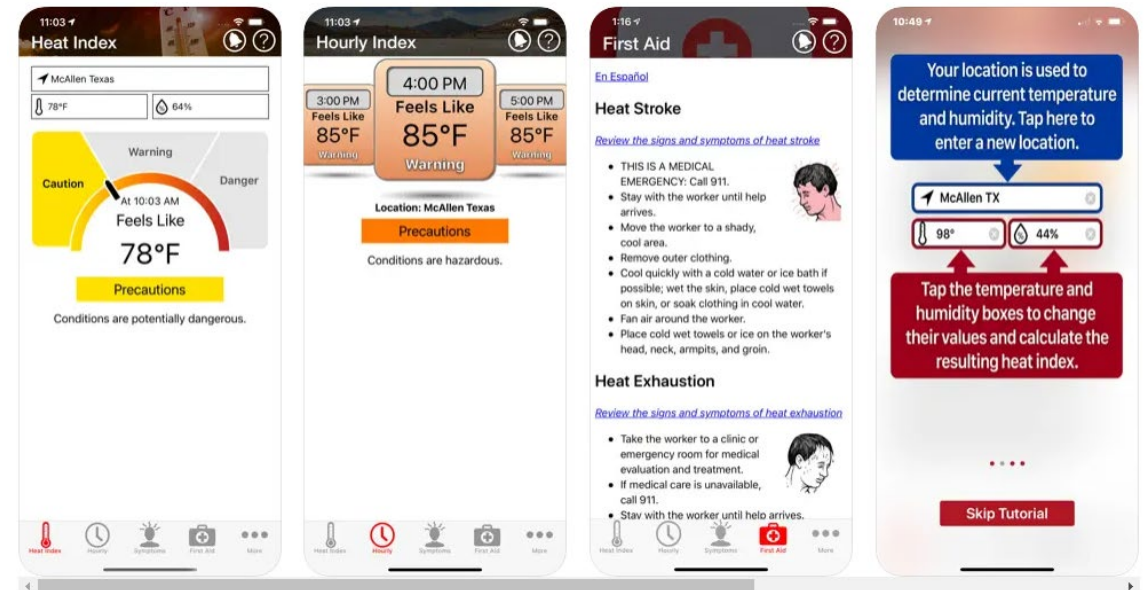 11:03
Heat Index
McAllen Texas
78°F
64%
Caution
Warning
Danger
At 10:03 AM
Feels Like
78°F
Precautions
Conditions are potentially dangerous.
Heat Index
Hourly
Symptoms
First Aid
More
11:03
Hourly Index
3:00 PM
Feels Like
85°F
Warning
4:00 PM
Feels Like
85°F
Warning
5:00 PM
Feels Like
85°F
Warning
Location: McAllen Texas
Precautions
Conditions are hazardous.
Heat Index
Hourly
Symptoms
First Aid
More
1:16
First Aid
En Español
Heat Stroke
Review the signs and symptoms of heat stroke
• THIS IS A MEDICAL
EMERGENCY: Call 911.
• Stay with the worker until help
arrives.
• Move the worker to a shady,
cool area.
• Remove outer clothing.
• Cool quickly with a cold water or ice bath if
possible; wet the skin, place cold wet towels
on skin, or soak clothing in cool water.
• Fan air around the worker.
• Place cold wet towels or ice on the worker's
head, neck, armpits, and groin.
Heat Exhaustion
Review the signs and symptoms of heat exhaustion
• Take the worker to a clinic or
emergency room for medical
evaluation and treatment.
• If medical care is unavailable,
call 911.
• Stay with the worker until help arrives.
Heat Index
Hourly
Symptoms
First Aid
More
10:49
Your location is used to
determine current temperature
and humidity. Tap here to
enter a new location.
McAllen TX
98°
44%
Tap the temperature and
humidity boxes to change
their values and calculate the
resulting heat index.
Skip Tutorial